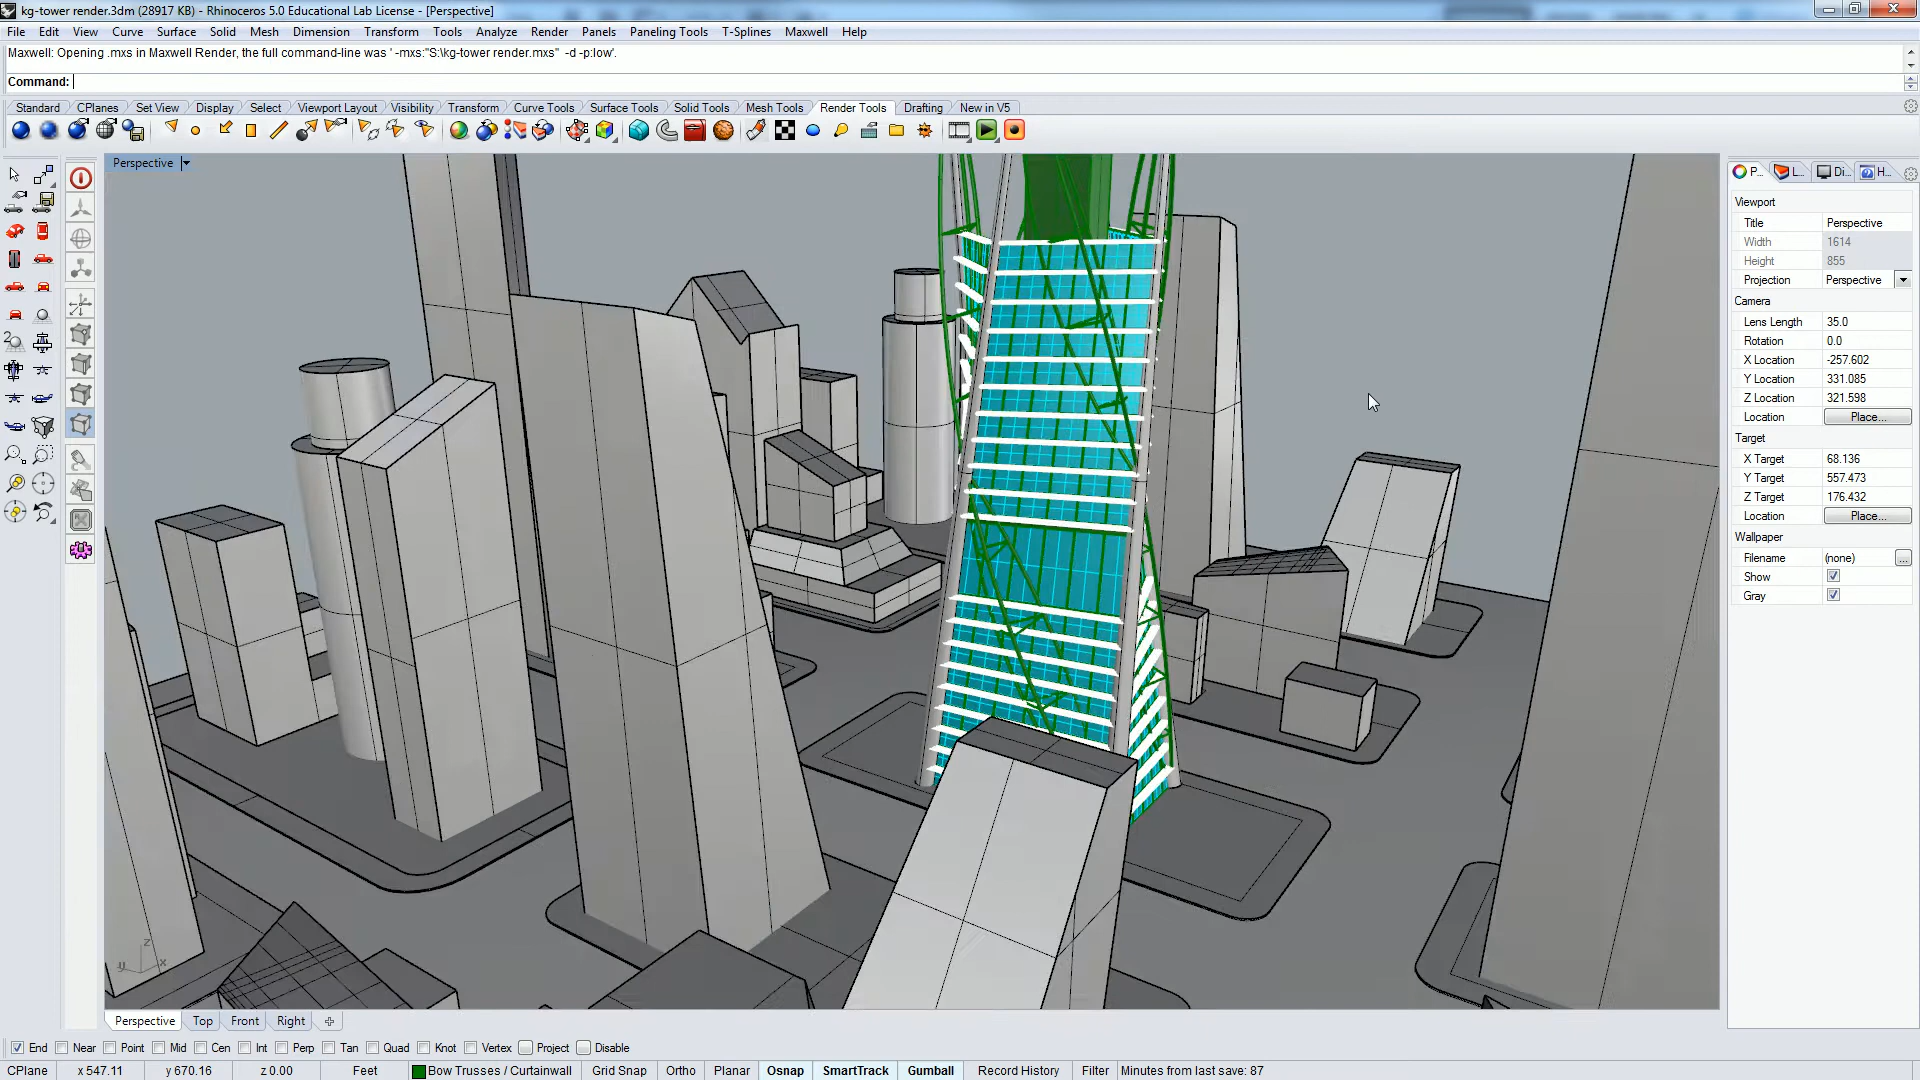 kg-tower render.3dm (28917 KB) - Rhinoceros 5.0 Educational Lab License - [Perspective]
File Edit View Curve Surface Solid Mesh Dimension Transform Tools Analyze Render Panels Paneling Tools T-Splines Maxwell Help
Maxwell: Opening .mxs in Maxwell Render, the full command-line was ' -mxs:"S:\kg-tower render.mxs" -d -p:low'.
Command:
Standard CPlanes Set View Display Select Viewport Layout Visibility Transform Curve Tools Surface Tools Solid Tools Mesh Tools Render Tools Drafting New in V5
Perspective
P... L... Di... H...
Viewport
Title Perspective
Width 1614
Height 855
Projection Perspective
Camera
Lens Length 35.0
Rotation 0.0
X Location -257.602
Y Location 331.085
Z Location 321.598
Location Place...
Target
X Target 68.136
Y Target 557.473
Z Target 176.432
Location Place...
Wallpaper
Filename (none) ...
Show
Gray
2
z
y x
Perspective Top Front Right
End Near Point Mid Cen Int Perp Tan Quad Knot Vertex Project Disable
CPlane x 547.11 y 670.16 z 0.00 Feet Bow Trusses / Curtainwall Grid Snap Ortho Planar Osnap SmartTrack Gumball Record History Filter Minutes from last save: 87